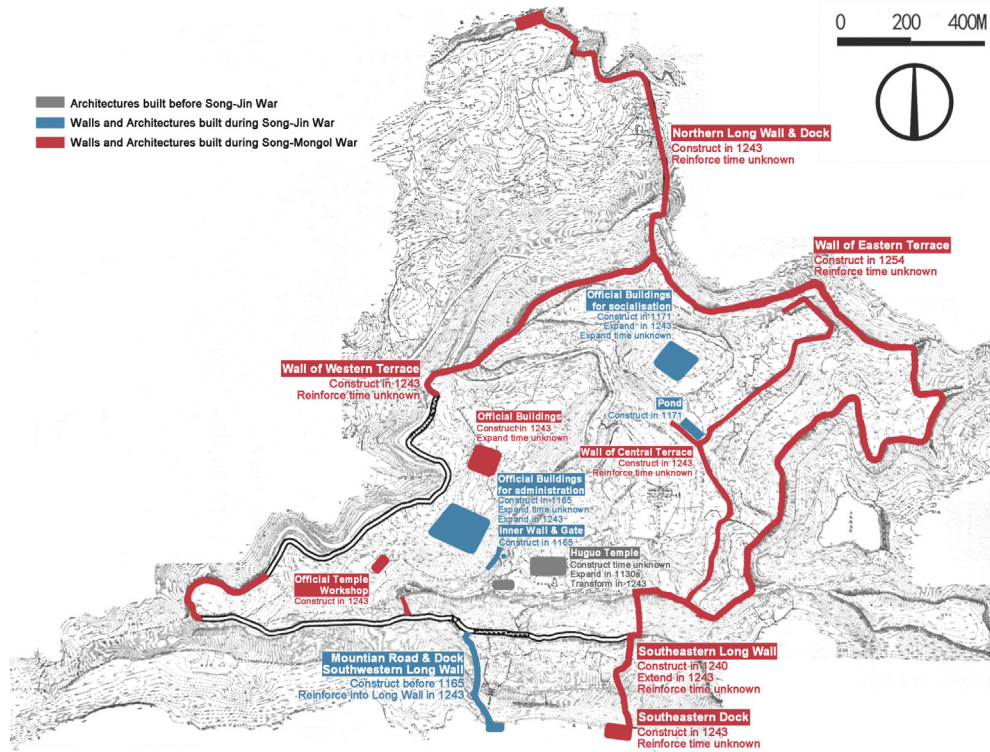 0 200 400M
Architectures built before Song-Jin War
Walls and Architectures built during Song-Jin War
Walls and Architectures built during Song-Mongol War
Northern Long Wall & Dock
Construct in 1243
Reinforce time unknown
Wall of Eastern Terrace
Construct in 1254
Reinforce time unknown
Official Buildings
for socialisation
Construct in 1171
Expand in 1243
Expand time unknown
Wall of Western Terrace
Construct in 1243
Reinforce time unknown
Pond
Construct in 1171
Official Buildings
Construct in 1243
Expand time unknown
Wall of Central Terrace
Construct in 1243
Reinforce time unknown
Official Buildings
for administration
Construct in 1165
Expand time unknown
Expand in 1243
Inner Wall & Gate
Construct in 1165
Huguo Temple
Construct time unknown
Expand in 1130s
Transform in 1243
Official Temple
Workshop
Construct in 1243
Mountian Road & Dock
Southwestern Long Wall
Construct before 1165
Reinforce into Long Wall in 1243
Southeastern Long Wall
Construct in 1240
Extend in 1243
Reinforce time unknown
Southeastern Dock
Construct in 1243
Reinforce time unknown